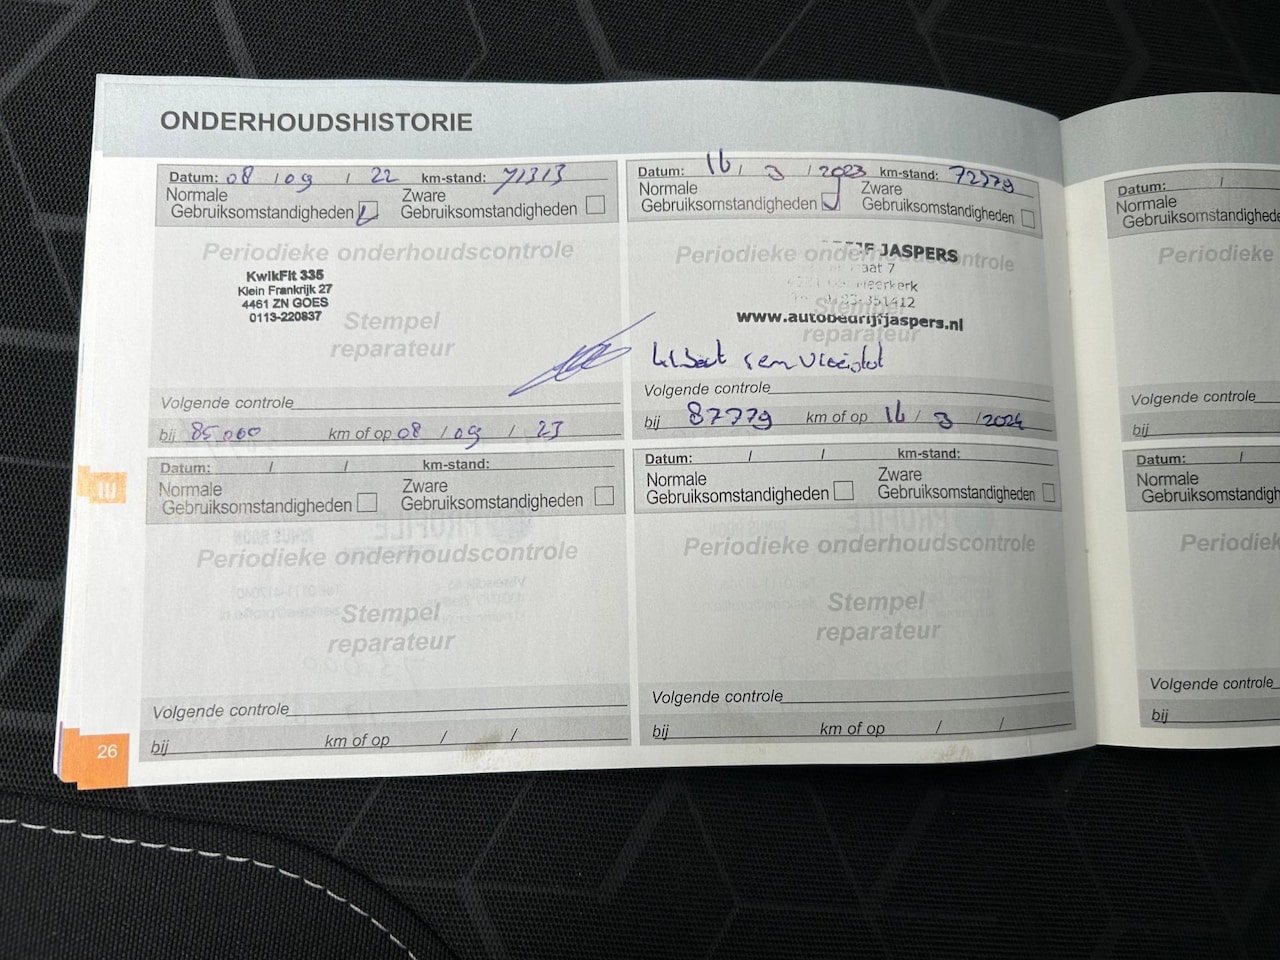 ONDERHOUDSHISTORIE
Datum: 08 / 09 / 22 km-stand: 71313
Normale
Gebruiksomstandigheden
Zware
Gebruiksomstandigheden
Periodieke onderhoudscontrole
KwikFit 335
Klein Frankrijk 27
4461 ZN GOES
0113-220837
Stempel
reparateur
Volgende controle
bij 85.000 km of op 08 / 09 / 23
Datum: 16 / 3 / 2023 km-stand: 72779
Normale
Gebruiksomstandigheden
Zware
Gebruiksomstandigheden
Periodieke onderhoudscontrole
JASPERS
aat 7
eerkerk
351412
www.autobedrijfjaspers.nl
Stempel
reparateur
Volgende controle
bij 87779 km of op 16 / 3 / 2024
Datum: / / km-stand:
Normale
Gebruiksomstandigheden
Zware
Gebruiksomstandigheden
Periodieke onderhoudscontrole
Stempel
reparateur
Volgende controle
bij km of op / /
Datum: / / km-stand:
Normale
Gebruiksomstandigheden
Zware
Gebruiksomstandigheden
Periodieke onderhoudscontrole
Stempel
reparateur
Volgende controle
bij km of op / /
26
Datum: /
Normale
Gebruiksomstandighede
Periodieke
Volgende controle
bij
Datum: /
Normale
Gebruiksomstandigh
Periodiek
Volgende controle
bij